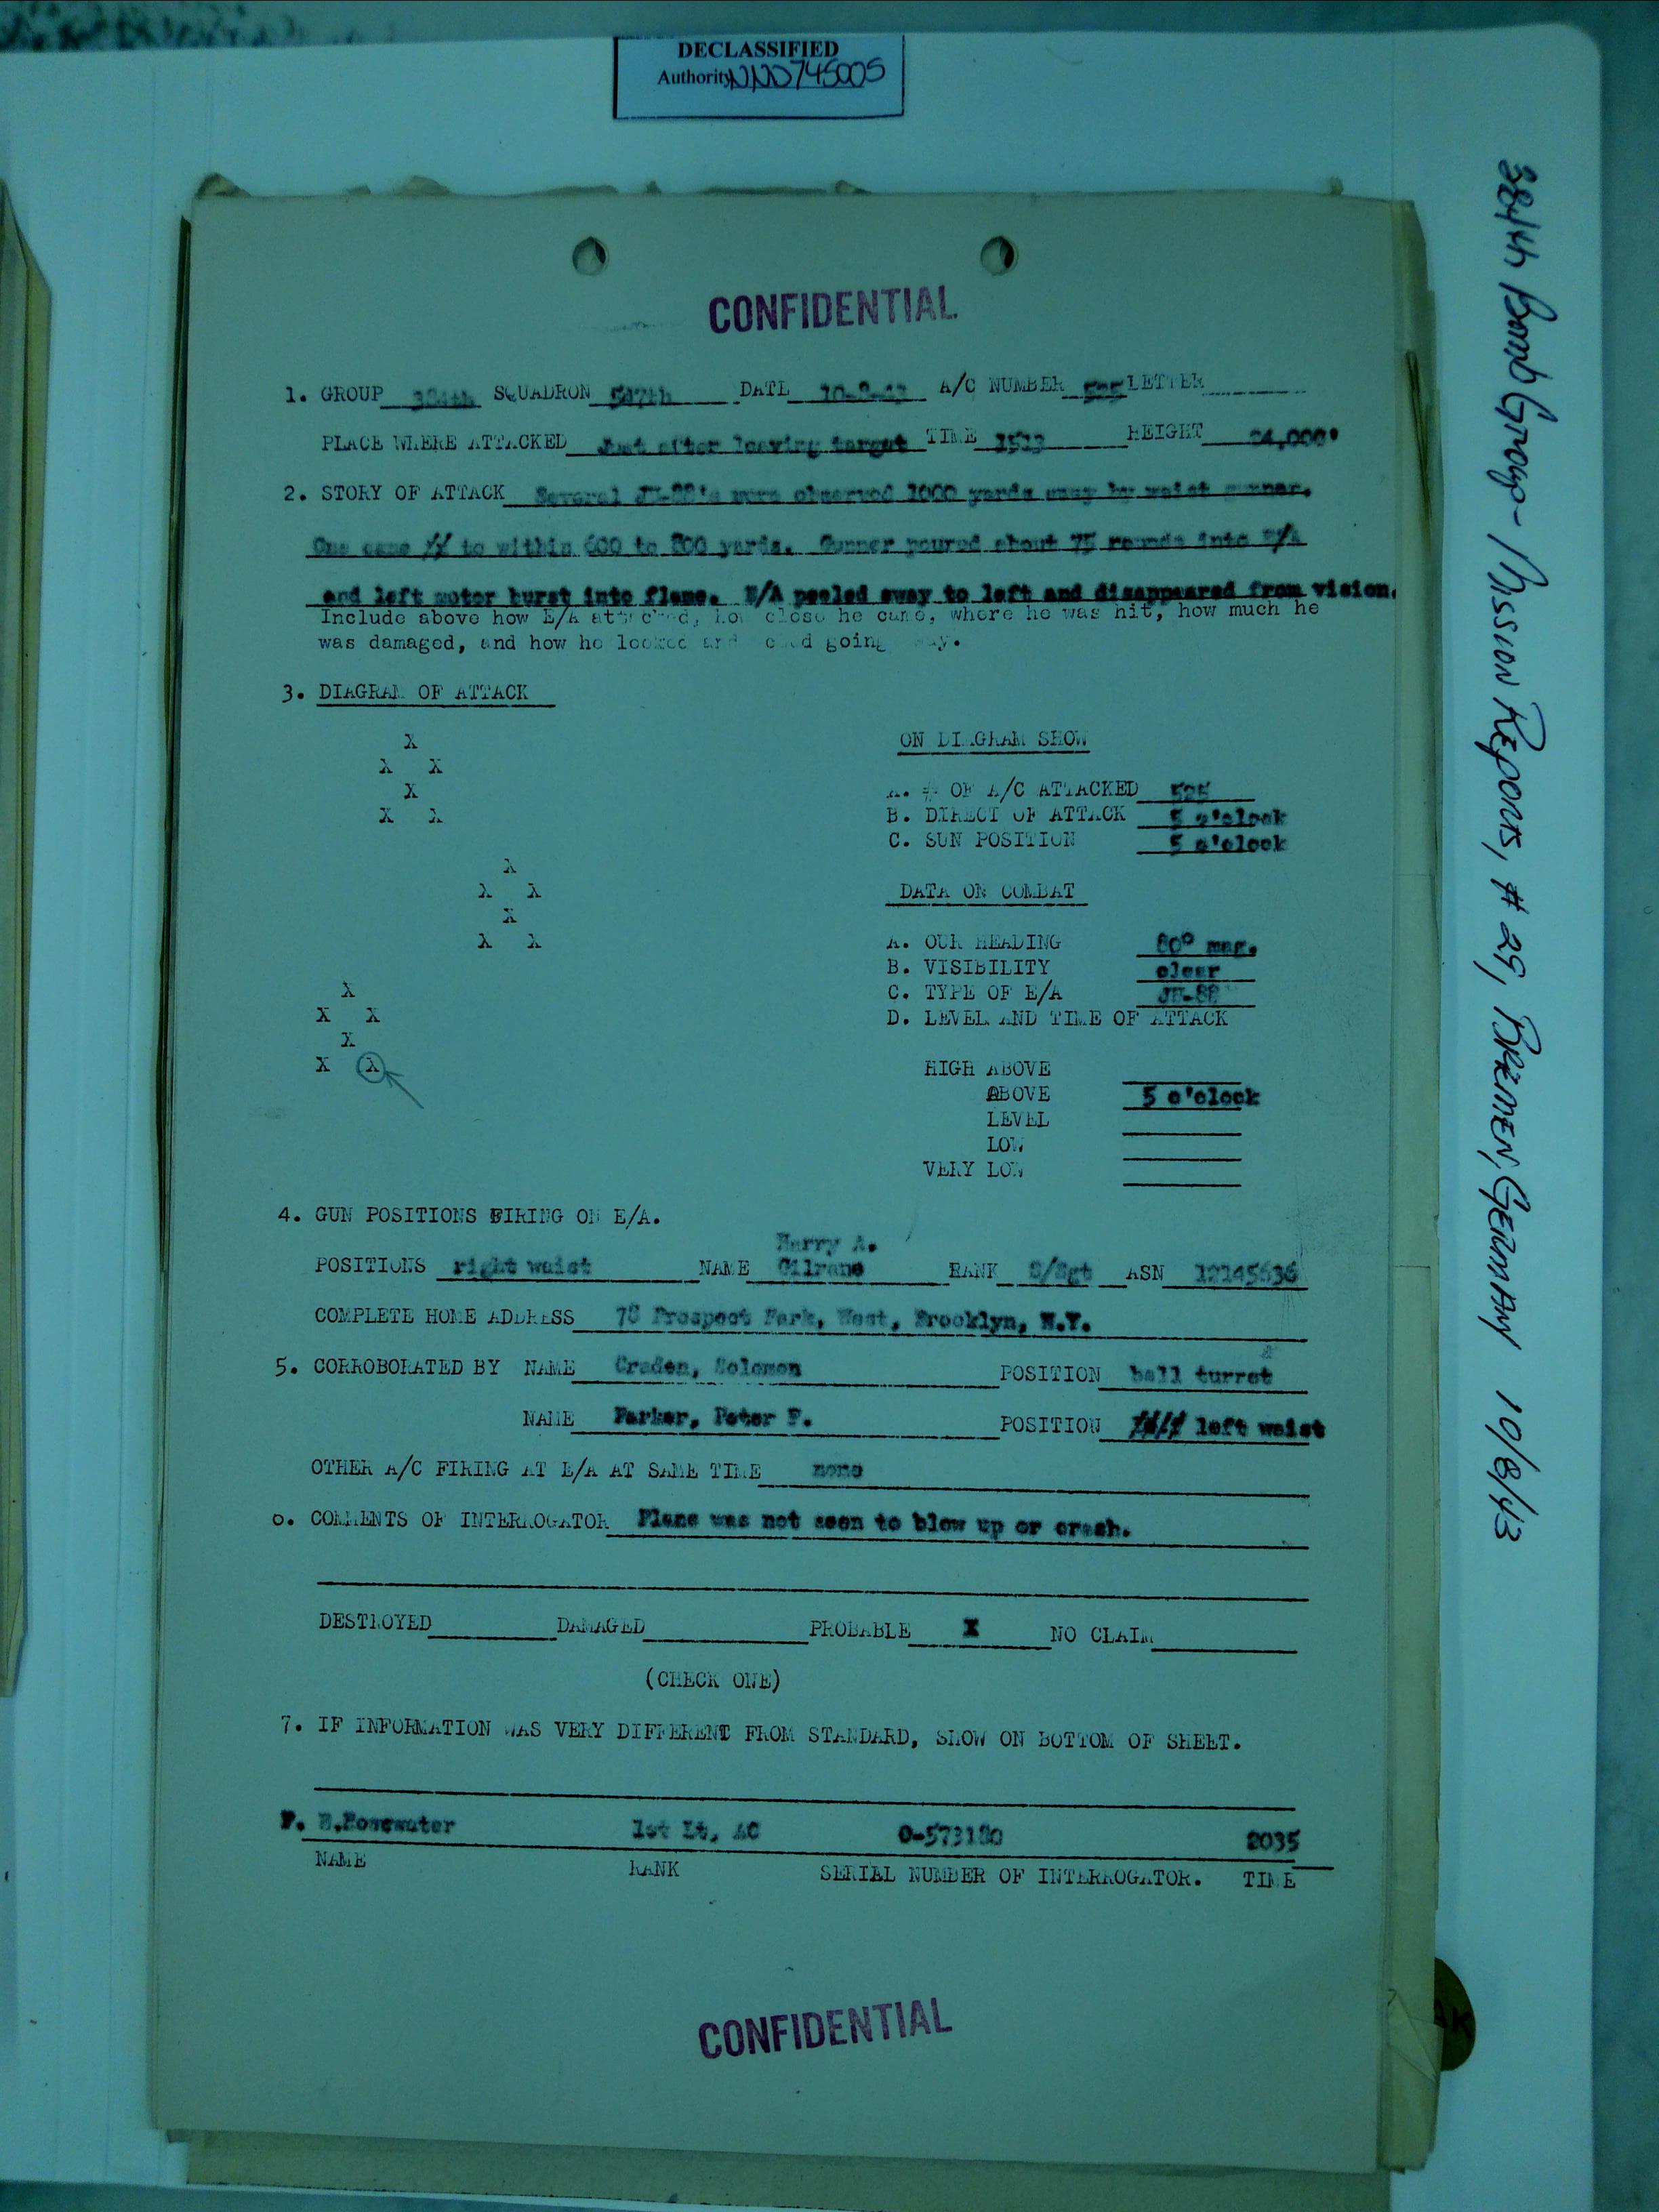 DECLASSIFIED
Authority NND745005
CONFIDENTIAL
1. GROUP 384th SQUADRON 547th DATE 10-8-43 A/C NUMBER 525 LETTER
PLACE WHERE ATTACKED Just after leaving target TIME 1513 HEIGHT 24,000'
2. STORY OF ATTACK Several JU-88's were observed 1000 yards away by waist gunner.
One came to within 600 to 800 yards. Gunner poured about 75 rounds into E/A
and left motor burst into flame. E/A peeled away to left and disappeared from vision.
Include above how E/A attacked, how close he came, where he was hit, how much he
was damaged, and how he looked and going away.
3. DIAGRAM OF ATTACK
X
X X
X
X X
X
X X
X
X X
X
X X
X
X X
ON DIAGRAM SHOW
A. # OF A/C ATTACKED 525
B. DIRECT OF ATTACK 5 o'clock
C. SUN POSITION 5 o'clock
DATA ON COMBAT
A. OUR HEADING 80° mag.
B. VISIBILITY clear
C. TYPE OF E/A JU-88
D. LEVEL AND TIME OF ATTACK
HIGH ABOVE
ABOVE 5 o'clock
LEVEL
LOW
VERY LOW
4. GUN POSITIONS FIRING ON E/A.
Harry A.
POSITIONS right waist NAME Gilrane RANK S/Sgt ASN 12145636
COMPLETE HOME ADDRESS 78 Prospect Park, West, Brooklyn, N.Y.
5. CORROBORATED BY NAME Craden, Solomon POSITION ball turret
NAME Parker, Peter F. POSITION left waist
OTHER A/C FIRING AT E/A AT SAME TIME none
6. COMMENTS OF INTERROGATOR Plane was not seen to blow up or crash.
DESTROYED DAMAGED PROBABLE X NO CLAIM
(CHECK ONE)
7. IF INFORMATION WAS VERY DIFFERENT FROM STANDARD, SHOW ON BOTTOM OF SHEET.
F. B.Rosewater 1st Lt, AC 0-573180 2035
NAME RANK SERIAL NUMBER OF INTERROGATOR. TIME
CONFIDENTIAL
384th Bomb Group - Mission Reports, # 25, BREMEN, GERMANY 10/8/43
AK